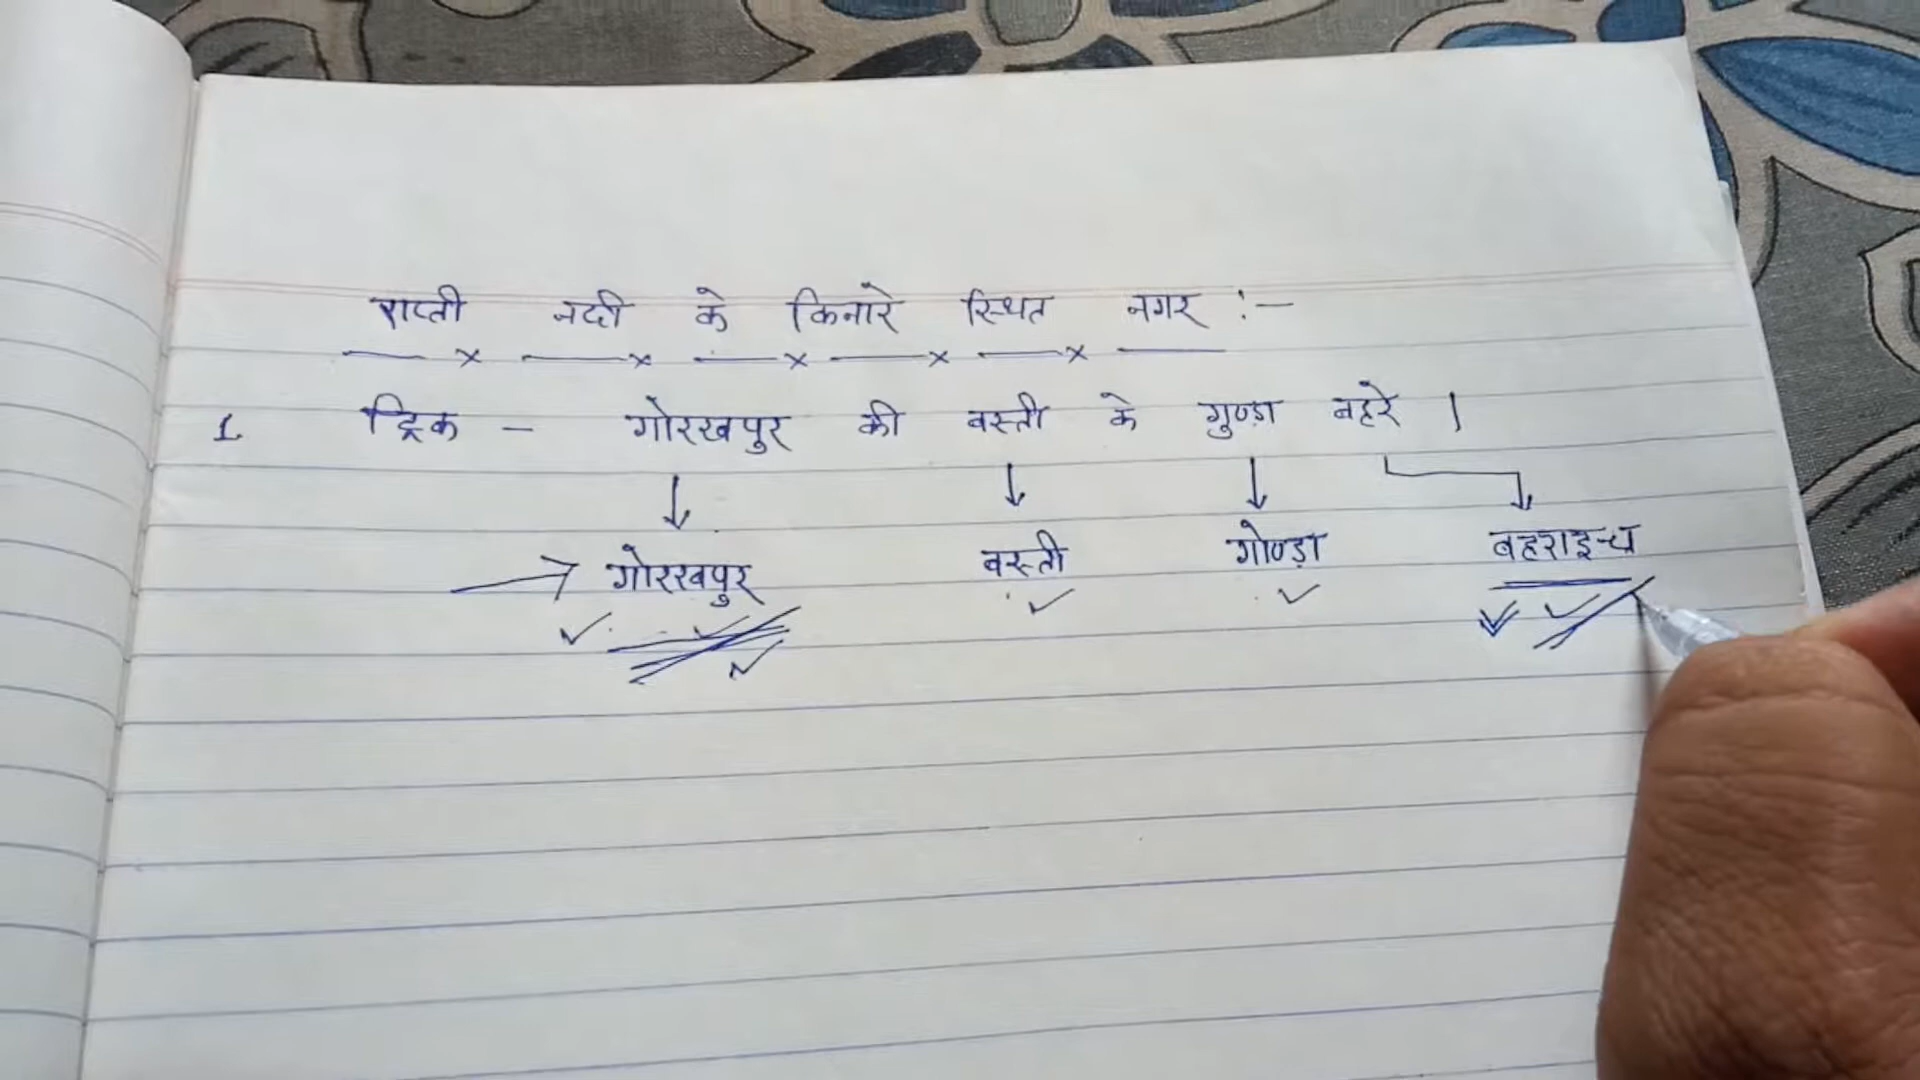 राप्ती नदी के किनारे स्थित नगर :-
1. ट्रिक - गोरखपुर की बस्ती के गुण्डा बहरे ।
गोरखपुर बस्ती गोण्डा बहराइच